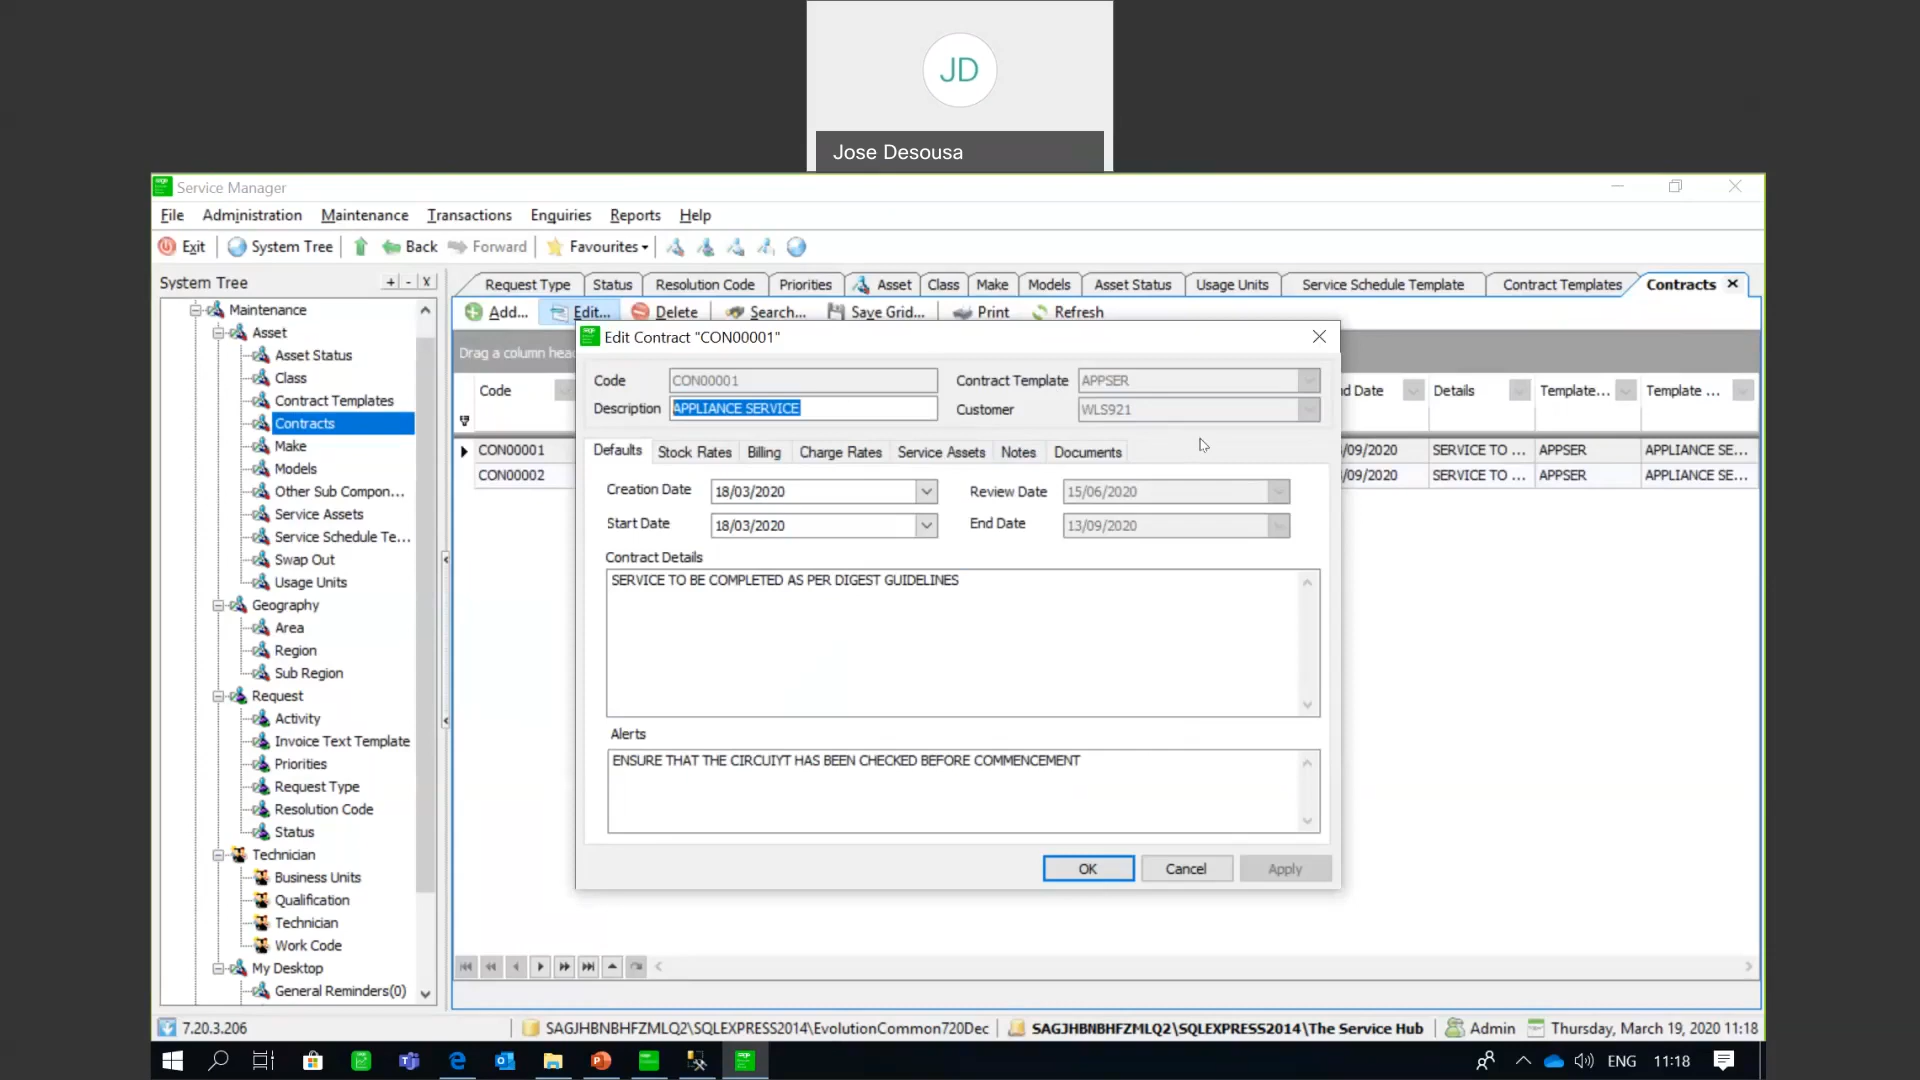 JD
Jose Desousa
Service Manager
File Administration Maintenance Transactions Enquiries Reports Help
Exit System Tree Back Forward Favourites
System Tree + - X
Request Type Status Resolution Code Priorities Asset Class Make Models Asset Status Usage Units Service Schedule Template Contract Templates Contracts
Add... Edit... Delete Search... Save Grid... Print Refresh
Drag a column hea
Code d Date Details Template... Template ...
CON00001 /09/2020 SERVICE TO ... APPSER APPLIANCE SE...
CON00002 /09/2020 SERVICE TO ... APPSER APPLIANCE SE...
Maintenance
Asset
Asset Status
Class
Contract Templates
Contracts
Make
Models
Other Sub Compon...
Service Assets
Service Schedule Te...
Swap Out
Usage Units
Geography
Area
Region
Sub Region
Request
Activity
Invoice Text Template
Priorities
Request Type
Resolution Code
Status
Technician
Business Units
Qualification
Technician
Work Code
My Desktop
General Reminders(0)
Edit Contract "CON00001"
Code CON00001 Contract Template APPSER
Description APPLIANCE SERVICE Customer WLS921
Defaults Stock Rates Billing Charge Rates Service Assets Notes Documents
Creation Date 18/03/2020 Review Date 15/06/2020
Start Date 18/03/2020 End Date 13/09/2020
Contract Details
SERVICE TO BE COMPLETED AS PER DIGEST GUIDELINES
Alerts
ENSURE THAT THE CIRCUIYT HAS BEEN CHECKED BEFORE COMMENCEMENT
OK Cancel Apply
7.20.3.206 SAGJHBNBHFZMLQ2\SQLEXPRESS2014\EvolutionCommon720Dec SAGJHBNBHFZMLQ2\SQLEXPRESS2014\The Service Hub Admin Thursday, March 19, 2020 11:18
ENG 11:18